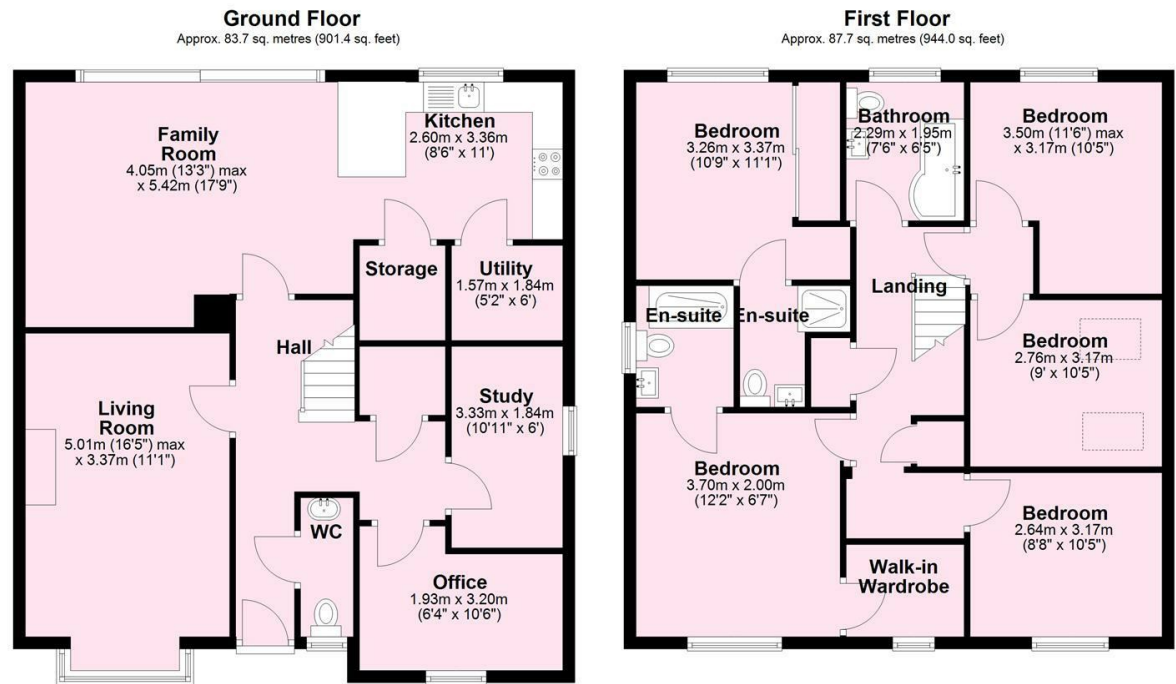 Ground Floor
Approx. 83.7 sq. metres (901.4 sq. feet)
Family
Room
4.05m (13'3") max
x 5.42m (17'9")
Kitchen
2.60m x 3.36m
(8'6" x 11')
Storage
Utility
1.57m x 1.84m
(5'2" x 6')
Hall
Living
Room
5.01m (16'5") max
x 3.37m (11'1")
Study
3.33m x 1.84m
(10'11" x 6')
WC
Office
1.93m x 3.20m
(6'4" x 10'6")
First Floor
Approx. 87.7 sq. metres (944.0 sq. feet)
Bedroom
3.26m x 3.37m
(10'9" x 11'1")
Bathroom
2.29m x 1.95m
(7'6" x 6'5")
Bedroom
3.50m (11'6") max
x 3.17m (10'5")
En-suite
En-suite
Landing
Bedroom
2.76m x 3.17m
(9' x 10'5")
Bedroom
3.70m x 2.00m
(12'2" x 6'7")
Bedroom
2.64m x 3.17m
(8'8" x 10'5")
Walk-in
Wardrobe